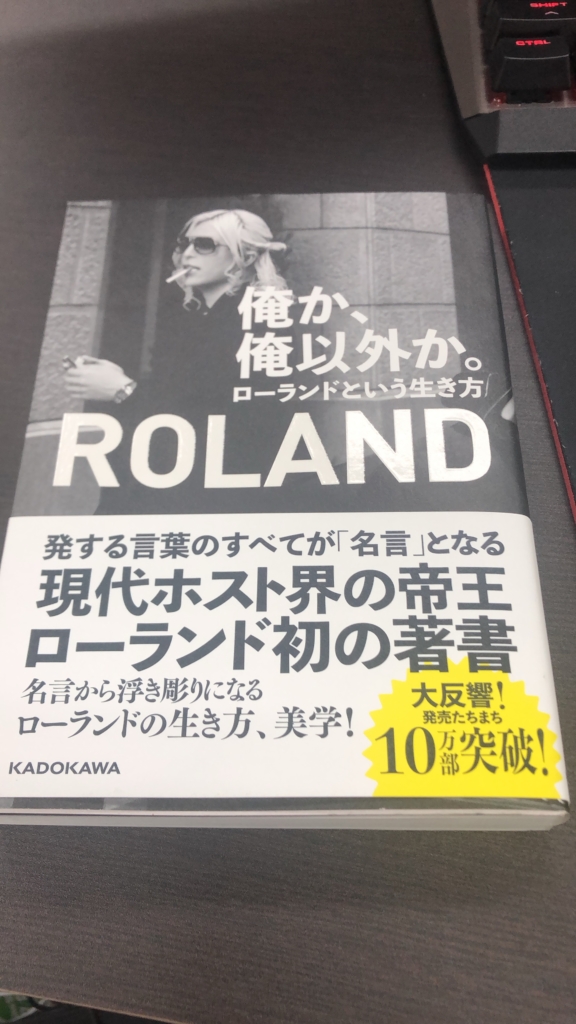 SHIFT
CTRL
俺か、
俺以外か。
ローランドという生き方
ROLAND
発する言葉のすべてが「名言」となる
現代ホスト界の帝王
ローランド初の著書
名言から浮き彫りになる
ローランドの生き方、美学!
大反響!
発売たちまち
10万部突破!
KADOKAWA